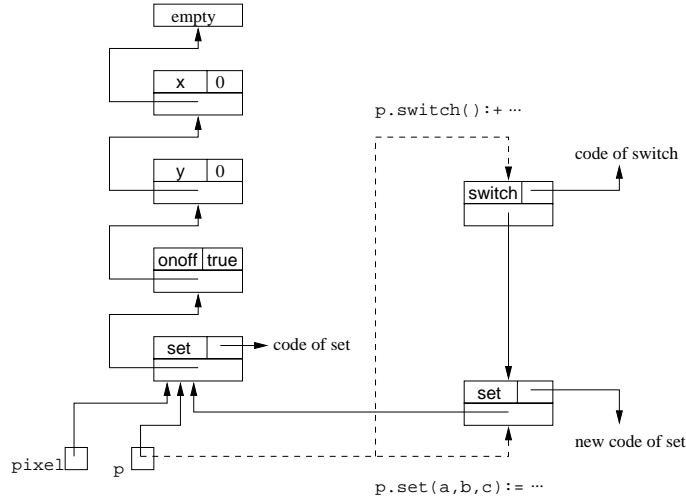 empty
x 0
p.switch():+ ...
code of switch
y 0
switch
onoff true
set
code of set
set
new code of set
pixel
p
p.set(a,b,c):= ...